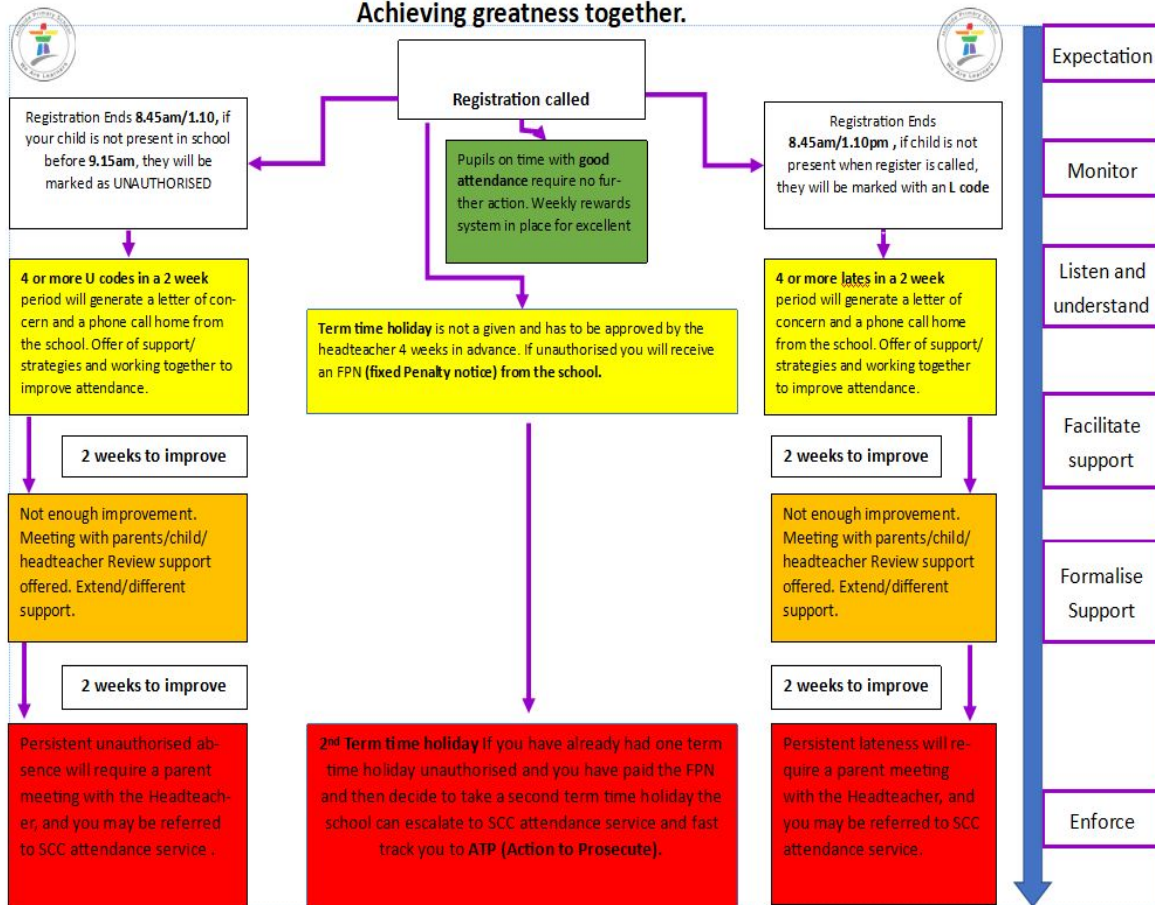 Achieving greatness together.
Hillside Primary School
We Are Learners
Hillside Primary School
We Are Learners
Registration called
Registration Ends 8.45am/1.10, if
your child is not present in school
before 9.15am, they will be
marked as UNAUTHORISED
Pupils on time with good
attendance require no fur-
ther action. Weekly rewards
system in place for excellent
Registration Ends
8.45am/1.10pm , if child is not
present when register is called,
they will be marked with an L code
4 or more U codes in a 2 week
period will generate a letter of con-
cern and a phone call home from
the school. Offer of support/
strategies and working together to
improve attendance.
Term time holiday is not a given and has to be approved by the
headteacher 4 weeks in advance. If unauthorised you will receive
an FPN (fixed Penalty notice) from the school.
4 or more lates in a 2 week
period will generate a letter of
concern and a phone call home
from the school. Offer of support/
strategies and working together
to improve attendance.
2 weeks to improve
2 weeks to improve
Not enough improvement.
Meeting with parents/child/
headteacher Review support
offered. Extend/different
support.
Not enough improvement.
Meeting with parents/child/
headteacher Review support
offered. Extend/different
support.
2 weeks to improve
2 weeks to improve
Persistent unauthorised ab-
sence will require a parent
meeting with the Headteach-
er, and you may be referred
to SCC attendance service .
2nd Term time holiday If you have already had one term
time holiday unauthorised and you have paid the FPN
and then decide to take a second term time holiday the
school can escalate to SCC attendance service and fast
track you to ATP (Action to Prosecute).
Persistent lateness will re-
quire a parent meeting
with the Headteacher, and
you may be referred to SCC
attendance service.
Expectation
Monitor
Listen and
understand
Facilitate
support
Formalise
Support
Enforce